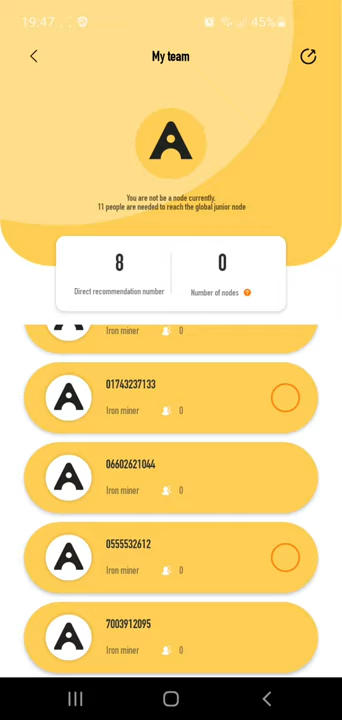 19:47
45%
My team
You are not be a node currently.
11 people are needed to reach the global junior node
8
0
Direct recommendation number
Number of nodes ?
Iron miner 0
01743237133
Iron miner 0
06602621044
Iron miner 0
0555532612
Iron miner 0
7003912095
Iron miner 0